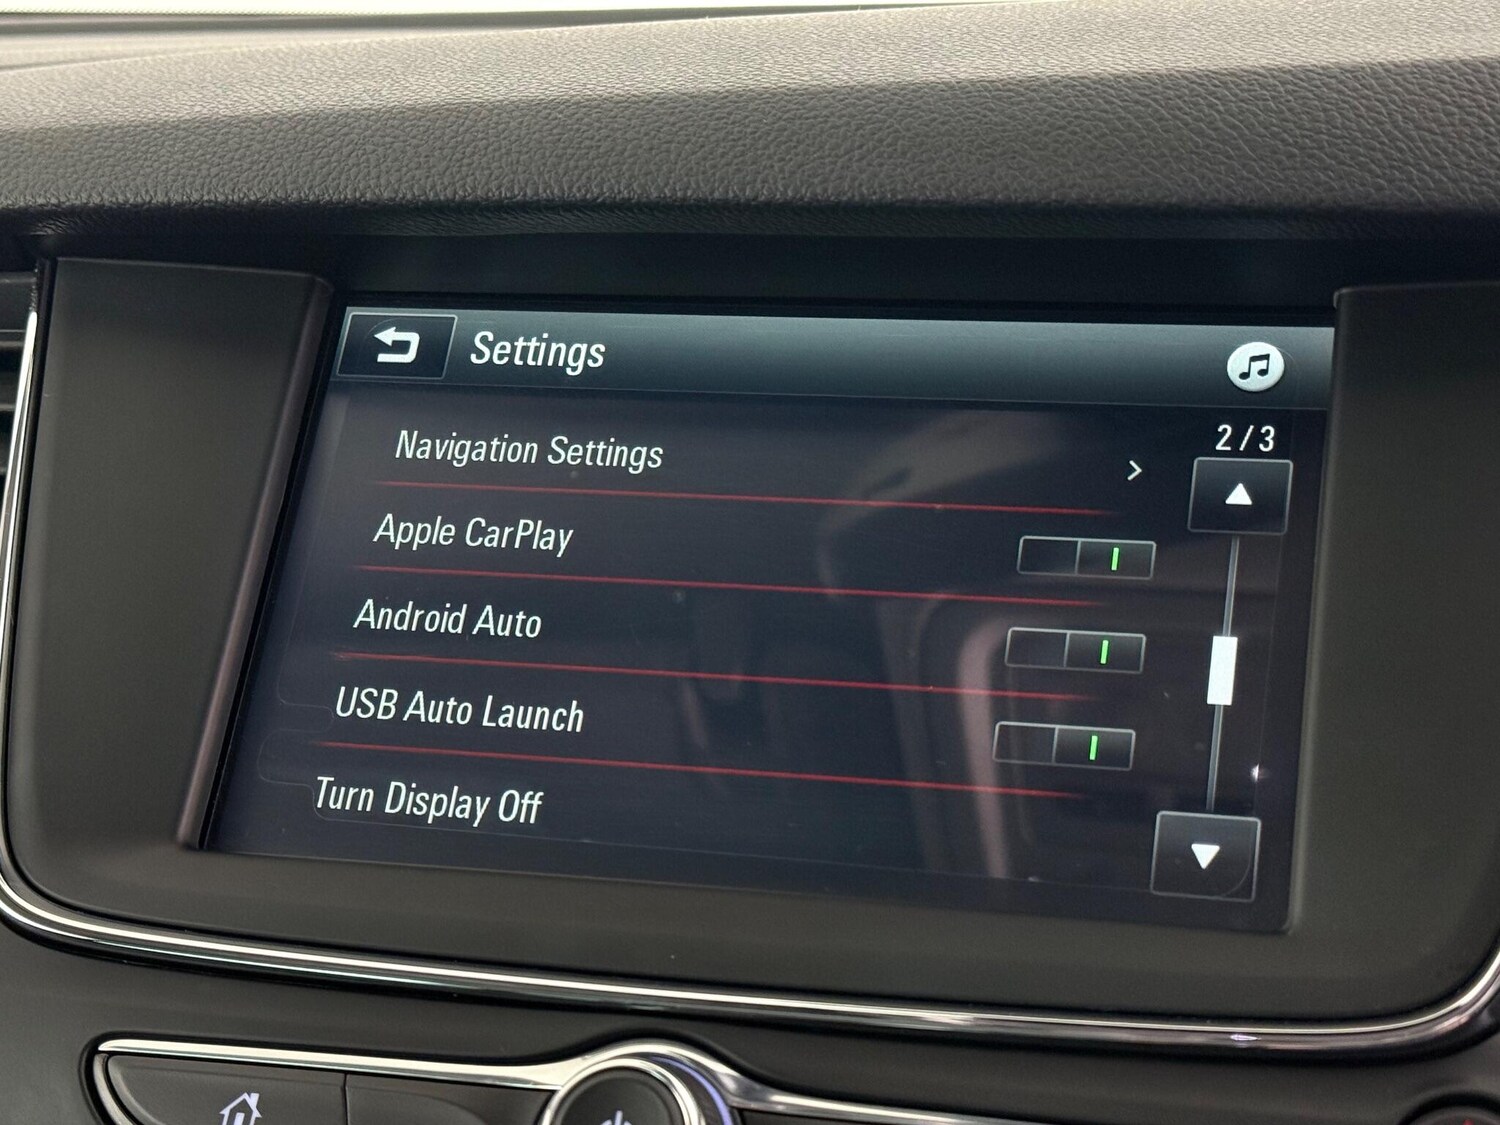 Settings
2/3
Navigation Settings
Apple CarPlay
Android Auto
USB Auto Launch
Turn Display Off